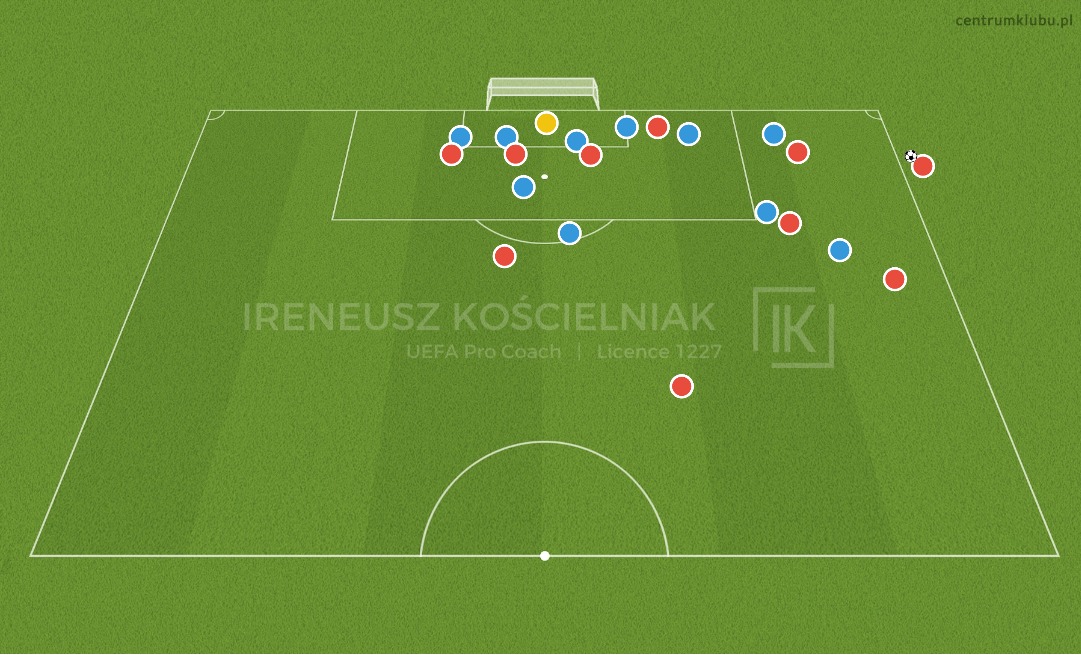 centrumklubu.pl
IRENEUSZ KOŚCIELNIAK
UEFA Pro Coach | Licence 1227
IK